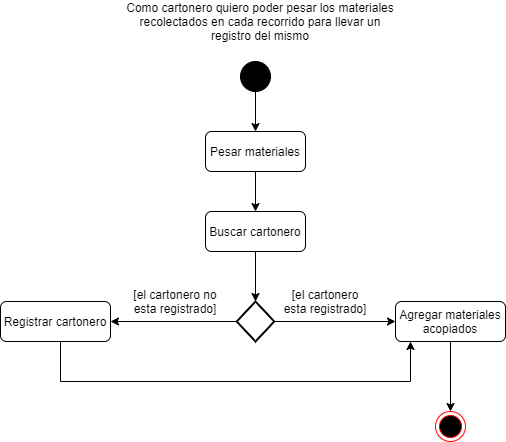 Como cartonero quiero poder pesar los materiales
recolectados en cada recorrido para llevar un
registro del mismo
Pesar materiales
Buscar cartonero
[el cartonero no
esta registrado]
[el cartonero
esta registrado]
Registrar cartonero
Agregar materiales
acopiados